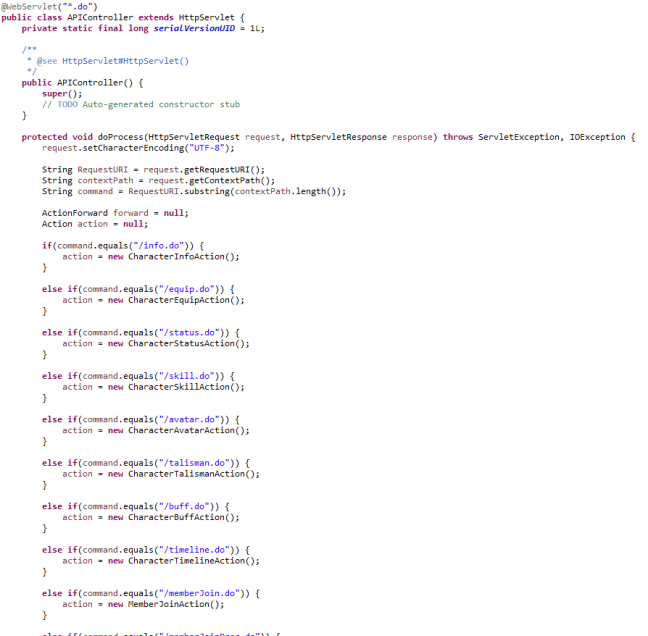 @WebServlet("*.do")
public class APIController extends HttpServlet {
    private static final long serialVersionUID = 1L;

    /**
     * @see HttpServlet#HttpServlet()
     */
    public APIController() {
        super();
        // TODO Auto-generated constructor stub
    }

    protected void doProcess(HttpServletRequest request, HttpServletResponse response) throws ServletException, IOException {
        request.setCharacterEncoding("UTF-8");

        String RequestURI = request.getRequestURI();
        String contextPath = request.getContextPath();
        String command = RequestURI.substring(contextPath.length());

        ActionForward forward = null;
        Action action = null;

        if(command.equals("/info.do")) {
            action = new CharacterInfoAction();
        }

        else if(command.equals("/equip.do")) {
            action = new CharacterEquipAction();
        }

        else if(command.equals("/status.do")) {
            action = new CharacterStatusAction();
        }

        else if(command.equals("/skill.do")) {
            action = new CharacterSkillAction();
        }

        else if(command.equals("/avatar.do")) {
            action = new CharacterAvatarAction();
        }

        else if(command.equals("/talisman.do")) {
            action = new CharacterTalismanAction();
        }

        else if(command.equals("/buff.do")) {
            action = new CharacterBuffAction();
        }

        else if(command.equals("/timeline.do")) {
            action = new CharacterTimelineAction();
        }

        else if(command.equals("/memberJoin.do")) {
            action = new MemberJoinAction();
        }